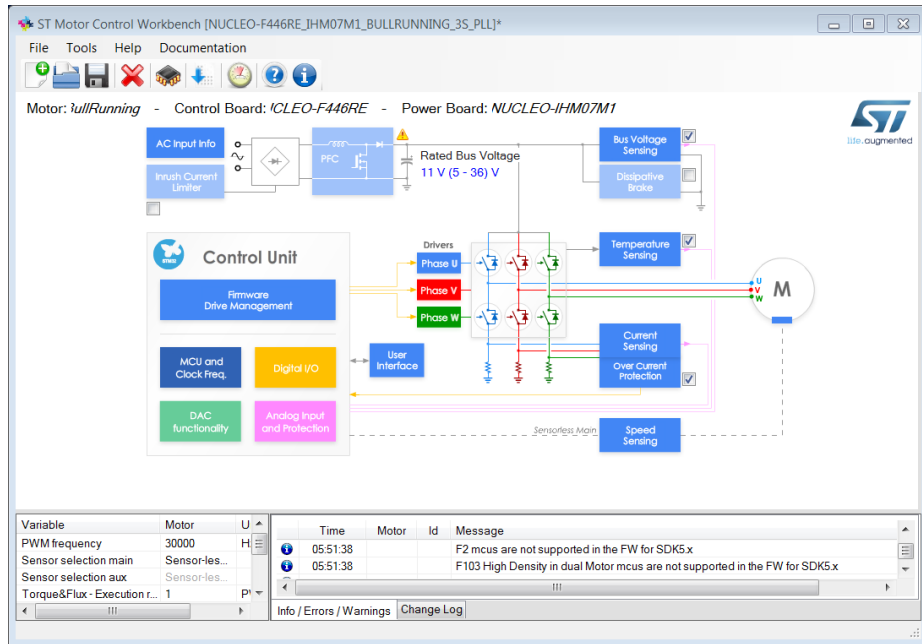 ST Motor Control Workbench [NUCLEO-F446RE_IHM07M1_BULLRUNNING_3S_PLL]*
File Tools Help Documentation
Motor: BullRunning - Control Board: CLEO-F446RE - Power Board: NUCLEO-IHM07M1
life.augmented
AC Input Info
PFC
Inrush Current
Limiter
Rated Bus Voltage
11 V (5 - 36) V
Bus Voltage
Sensing
Dissipative
Brake
STM32
Control Unit
Firmware
Drive Management
Drivers
Phase U
Phase V
Phase W
Temperature
Sensing
U
V
W
M
MCU and
Clock Freq.
Digital I/O
User
Interface
Current
Sensing
Over Current
Protection
DAC
functionality
Analog Input
and Protection
Sensorless Main
Speed
Sensing
Variable Motor U
PWM frequency 30000 H
Sensor selection main Sensor-les...
Sensor selection aux Sensor-les...
Torque&Flux - Execution r... 1 P
Time Motor Id Message
05:51:38 F2 mcus are not supported in the FW for SDK5.x
05:51:38 F103 High Density in dual Motor mcus are not supported in the FW for SDK5.x
Info / Errors / Warnings Change Log